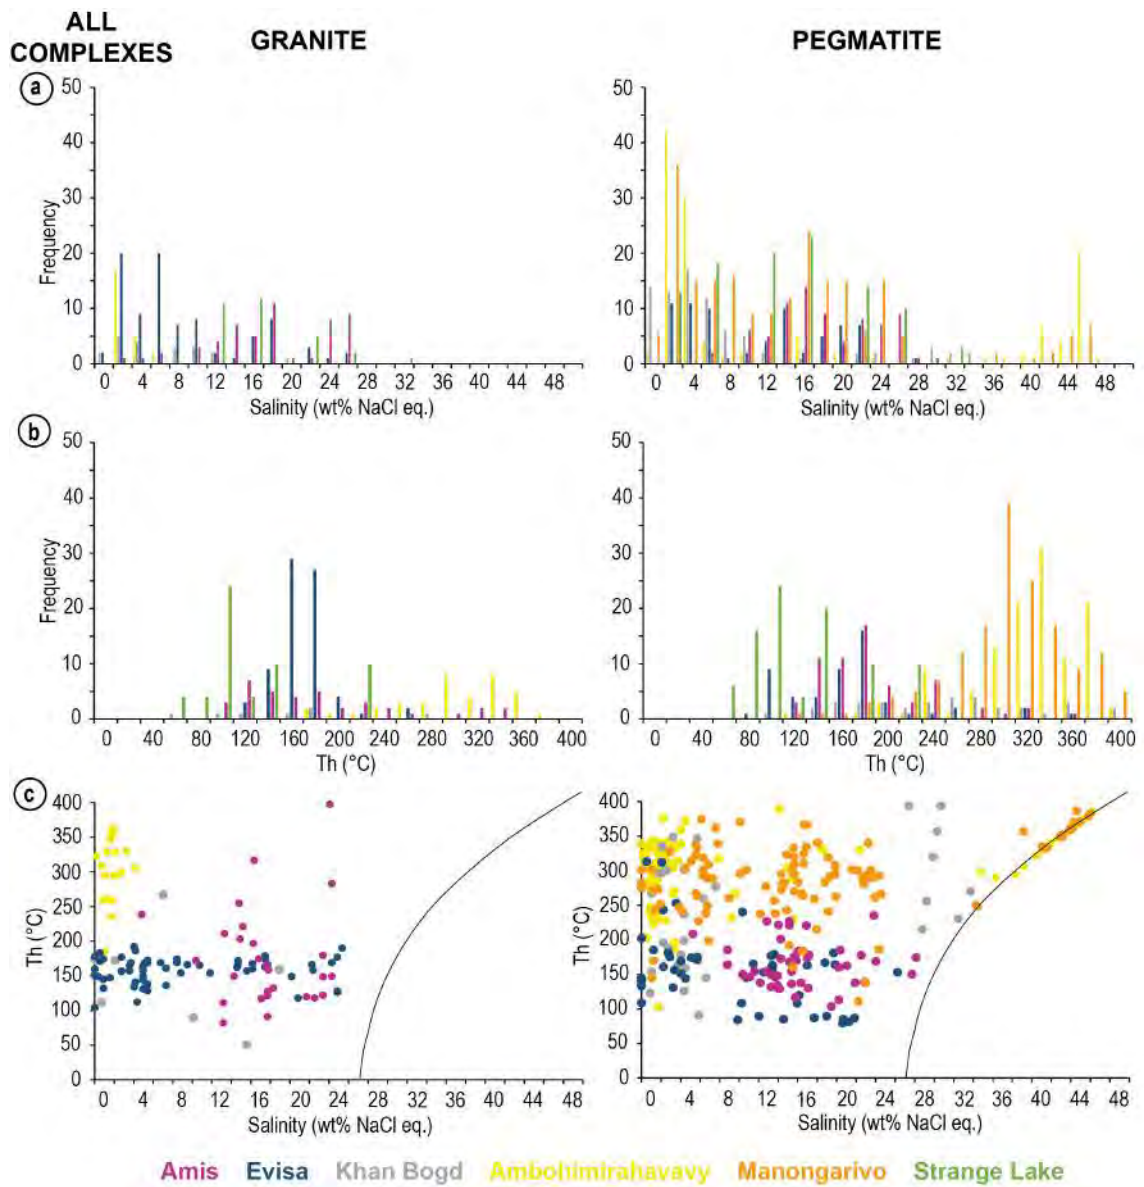 ALL
COMPLEXES
GRANITE
PEGMATITE
a
50
40
30
20
10
0
Frequency
0 4 8 12 16 20 24 28 32 36 40 44 48
Salinity (wt% NaCl eq.)
50
40
30
20
10
0
0 4 8 12 16 20 24 28 32 36 40 44 48
Salinity (wt% NaCl eq.)
b
50
40
30
20
10
0
Frequency
0 40 80 120 160 200 240 280 320 360 400
Th (°C)
50
40
30
20
10
0
0 40 80 120 160 200 240 280 320 360 400
Th (°C)
c
400
350
300
250
200
150
100
50
0
Th (°C)
0 4 8 12 16 20 24 28 32 36 40 44 48
Salinity (wt% NaCl eq.)
400
350
300
250
200
150
100
50
0
Th (°C)
0 4 8 12 16 20 24 28 32 36 40 44 48
Salinity (wt% NaCl eq.)
Amis Evisa Khan Bogd Ambohimirahavavy Manongarivo Strange Lake